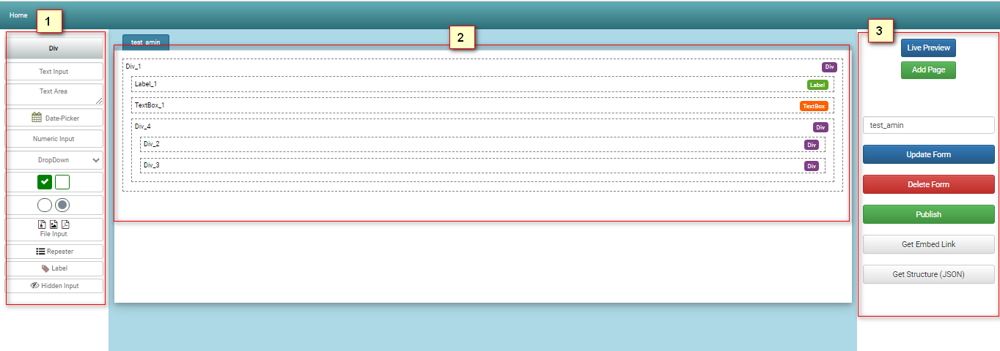 Home
1
Div
Text Input
Text Area
Date-Picker
Numeric Input
DropDown
File Input
Repeater
Label
Hidden Input
2
test amin
Div_1 Div
Label_1 Label
TextBox_1 TextBox
Div_4 Div
Div_2 Div
Div_3 Div
3
Live Preview
Add Page
test_amin
Update Form
Delete Form
Publish
Get Embed Link
Get Structure (JSON)